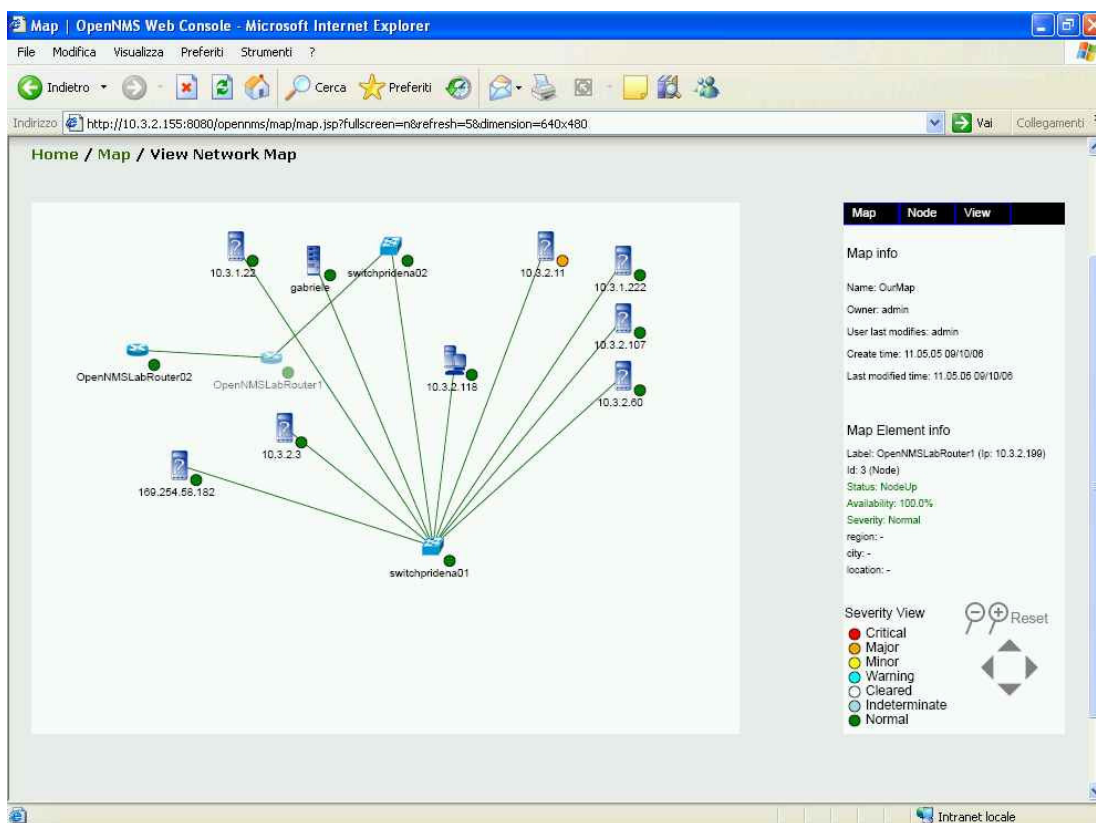 Map | OpenNMS Web Console - Microsoft Internet Explorer
File Modifica Visualizza Preferiti Strumenti ?
Indietro Cerca Preferiti
Indirizzo http://10.3.2.155:8080/opennms/map/map.jsp?fullscreen=n&refresh=5&dimension=640x480 Vai Collegamenti
Home / Map / View Network Map
Map Node View
10.3.1.22
gabriele
switchpridena02
10.3.2.11
10.3.1.222
10.3.2.107
OpenNMSLabRouter02
OpenNMSLabRouter1
10.3.2.118
10.3.2.60
10.3.2.3
169.254.58.182
switchpridena01
Map info
Name: OurMap
Owner: admin
User last modifies: admin
Create time: 11.05.05 09/10/06
Last modified time: 11.05.05 09/10/06
Map Element info
Label: OpenNMSLabRouter1 (Ip: 10.3.2.199)
Id: 3 (Node)
Status: NodeUp
Availability: 100.0%
Severity: Normal
region: -
city: -
location: -
Severity View
Reset
Critical
Major
Minor
Warning
Cleared
Indeterminate
Normal
Intranet locale